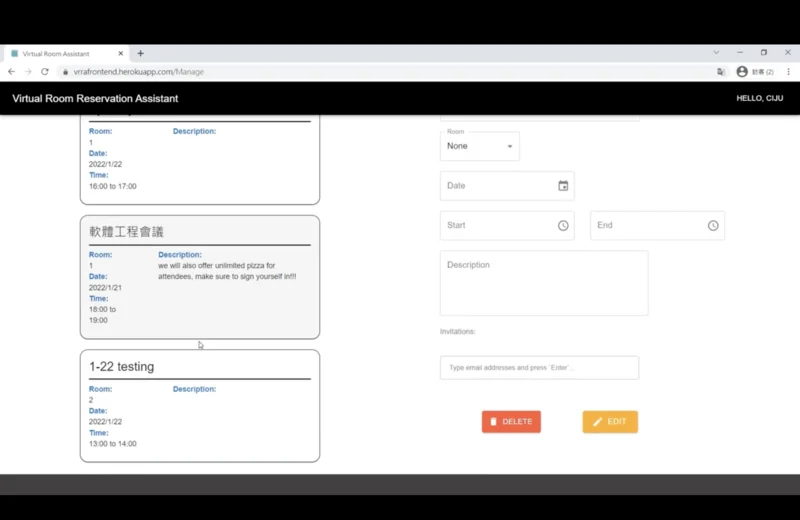 Virtual Room Assistant
vrrafrontend.herokuapp.com/Manage
訪客 (2)
Virtual Room Reservation Assistant
HELLO, CIJU
Room:
1
Date:
2022/1/22
Time:
16:00 to 17:00
Description:
軟體工程會議
Room:
1
Date:
2022/1/21
Time:
18:00 to
19:00
Description:
we will also offer unlimited pizza for
attendees, make sure to sign yourself in!!!
1-22 testing
Room:
2
Date:
2022/1/22
Time:
13:00 to 14:00
Description:
Room
None
Date
Start
End
Description
Invitations:
Type email addresses and press `Enter`...
DELETE
EDIT